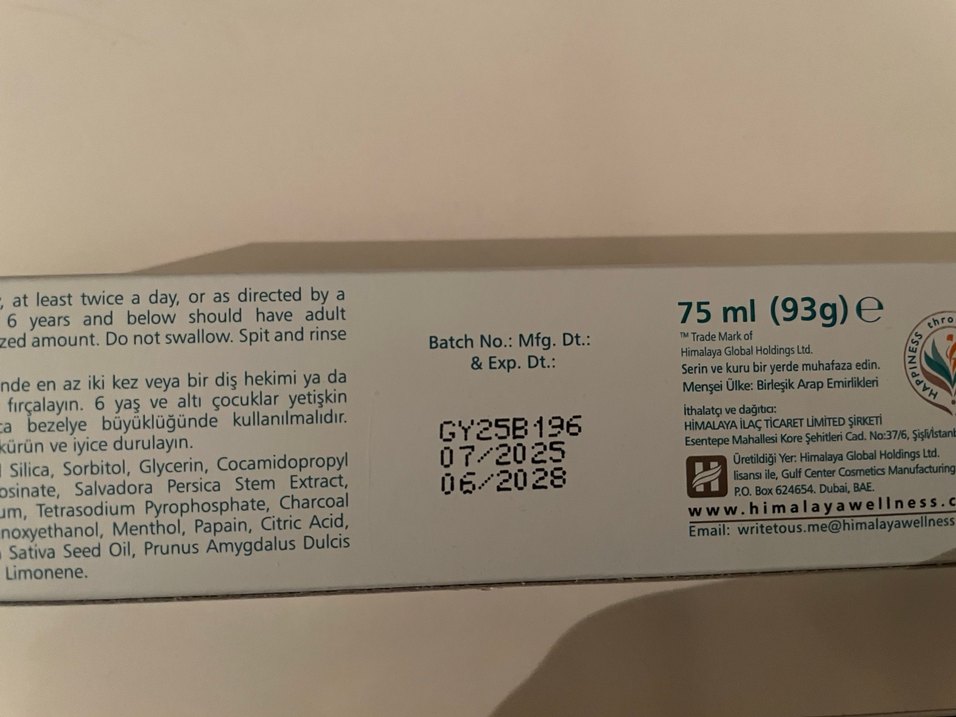 at least twice a day, or as directed by a
6 years and below should have adult
zed amount. Do not swallow. Spit and rinse
nde en az iki kez veya bir diş hekimi ya da
fırçalayın. 6 yaş ve altı çocuklar yetişkin
ca bezelye büyüklüğünde kullanılmalıdır.
kürün ve iyice durulayın.
Silica, Sorbitol, Glycerin, Cocamidopropyl
osinate, Salvadora Persica Stem Extract,
um, Tetrasodium Pyrophosphate, Charcoal
noxyethanol, Menthol, Papain, Citric Acid,
Sativa Seed Oil, Prunus Amygdalus Dulcis
Limonene.
Batch No.: Mfg. Dt.:
& Exp. Dt.:
GY25B196
07/2025
06/2028
75 ml (93g) ℮
™ Trade Mark of
Himalaya Global Holdings Ltd.
Serin ve kuru bir yerde muhafaza edin.
Menşei Ülke: Birleşik Arap Emirlikleri
İthalatçı ve dağıtıcı:
HİMALAYA İLAÇ TİCARET LİMİTED ŞİRKETİ
Esentepe Mahallesi Kore Şehitleri Cad. No:37/6, Şişli/İstanb
Üretildiği Yer: Himalaya Global Holdings Ltd.
lisansı ile, Gulf Center Cosmetics Manufacturing
P.O. Box 624654. Dubai, BAE.
www.himalayawellness.c
Email: writetous.me@himalayawellness
HAPPINESS thro